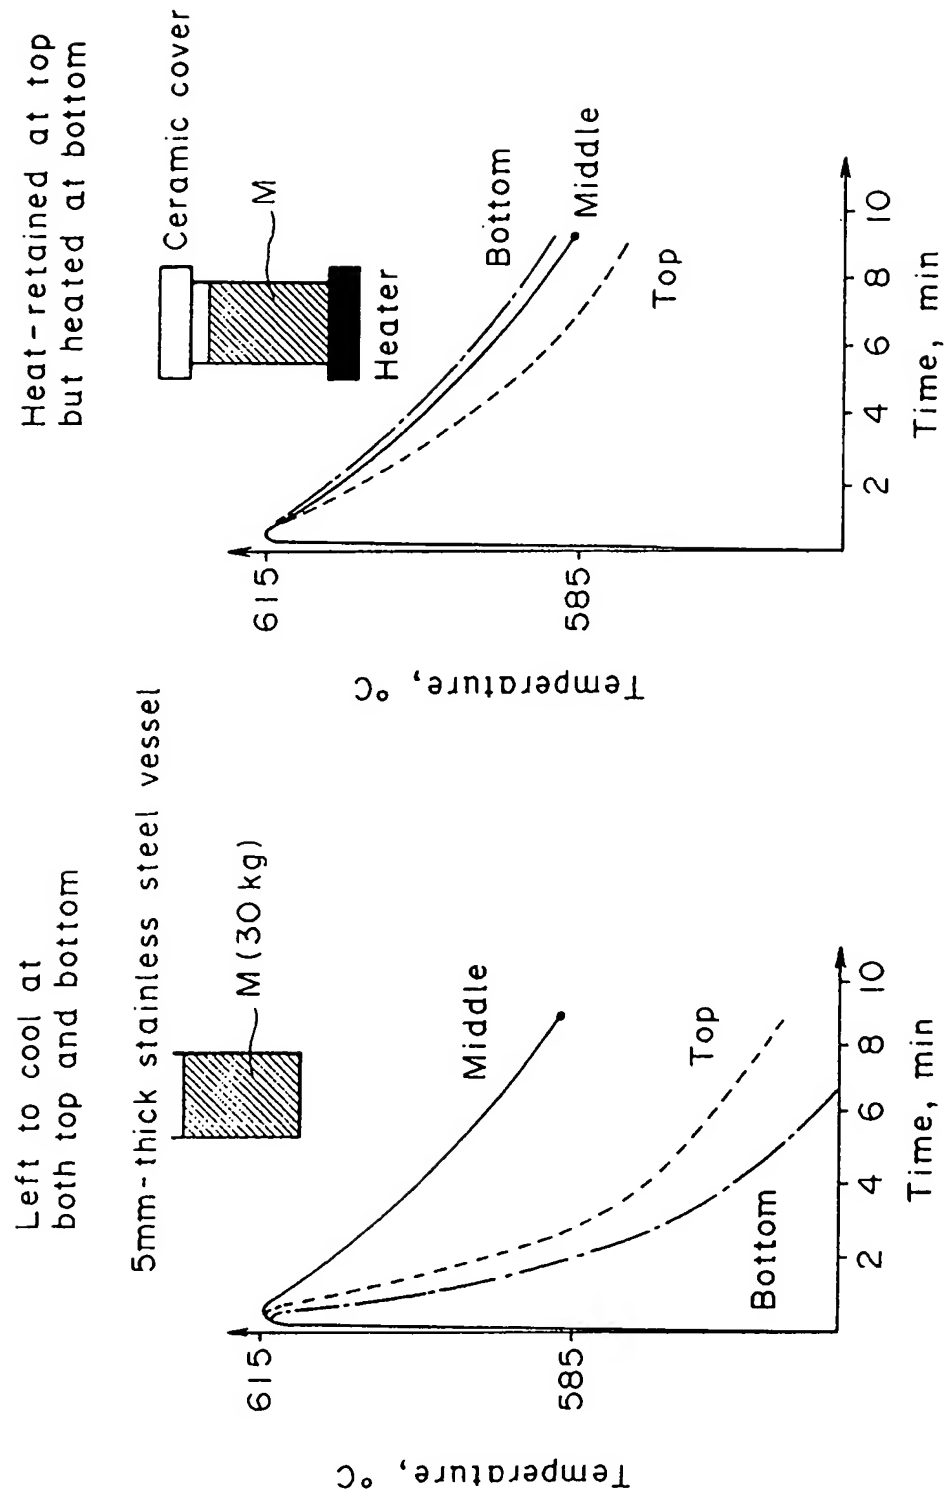 Left to cool at
both top and bottom
5mm-thick stainless steel vessel
M (30 kg)
Temperature, °C
615
585
Middle
Top
Bottom
2
4
6
8
10
Time, min
Heat-retained at top
but heated at bottom
Ceramic cover
M
Heater
Temperature, °C
615
585
Bottom
Middle
Top
2
4
6
8
10
Time, min